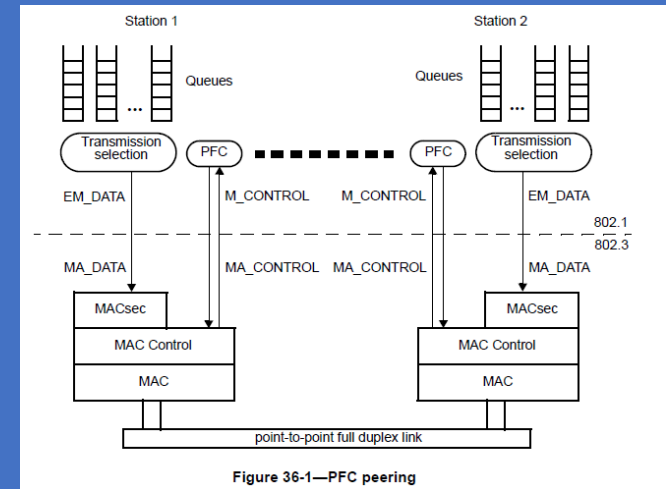 Station 1
Station 2
Queues
Queues
...
...
Transmission
selection
PFC
PFC
Transmission
selection
EM_DATA
M_CONTROL
M_CONTROL
EM_DATA
802.1
802.3
MA_DATA
MA_CONTROL
MA_CONTROL
MA_DATA
MACsec
MACsec
MAC Control
MAC Control
MAC
MAC
point-to-point full duplex link
Figure 36-1—PFC peering